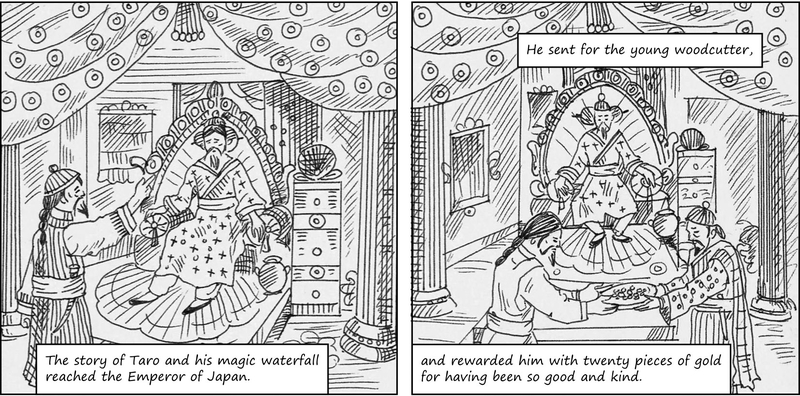 The story of Taro and his magic waterfall
reached the Emperor of Japan.
He sent for the young woodcutter,
and rewarded him with twenty pieces of gold
for having been so good and kind.